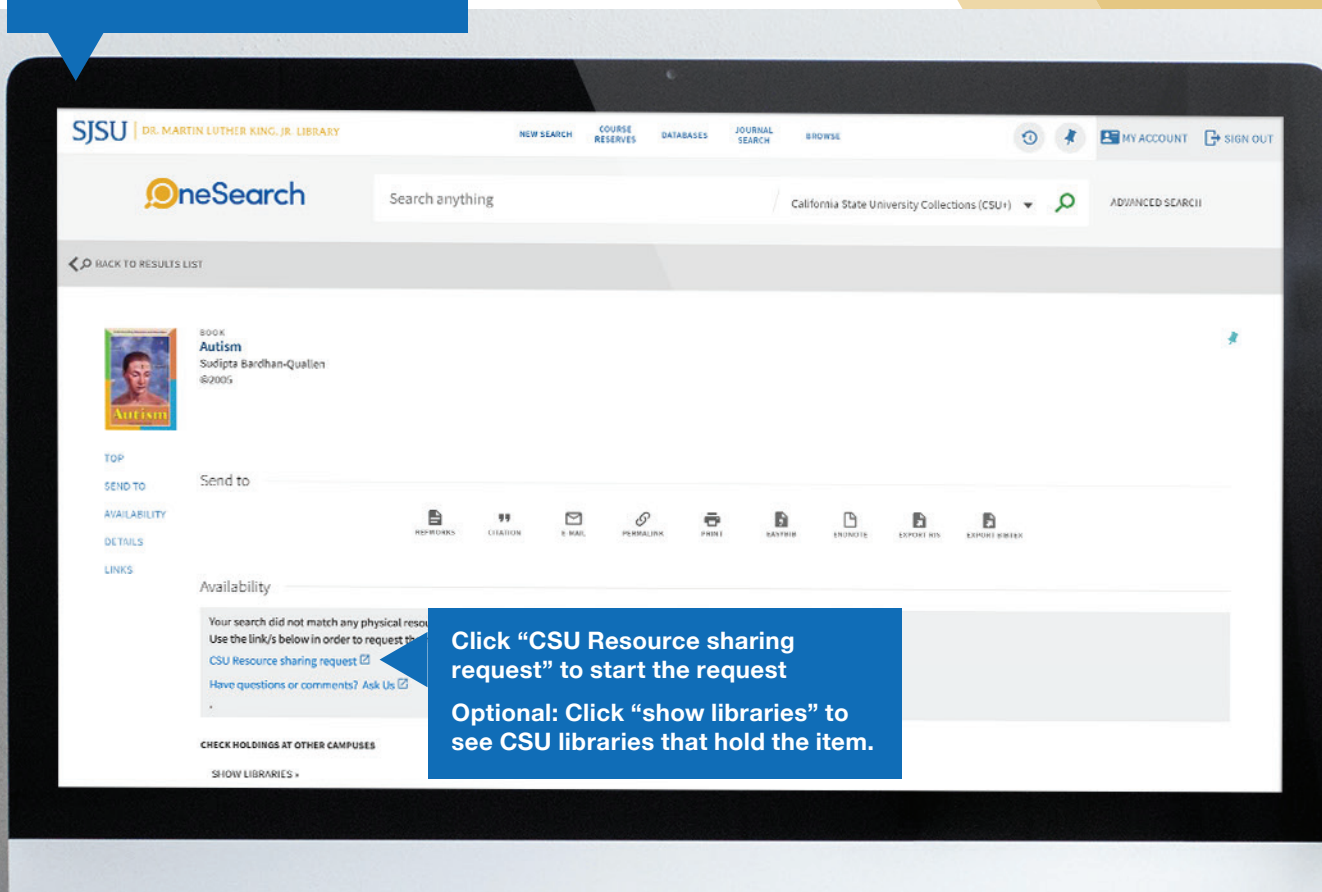 SJSU | DR. MARTIN LUTHER KING, JR. LIBRARY
NEW SEARCH
COURSE
RESERVES
DATABASES
JOURNAL
SEARCH
BROWSE
MY ACCOUNT
SIGN OUT
OneSearch
Search anything
California State University Collections (CSU+)
ADVANCED SEARCH
BACK TO RESULTS LIST
BOOK
Autism
Sudipta Bardhan-Quallen
©2005
Autism
TOP
SEND TO
AVAILABILITY
DETAILS
LINKS
Send to
REFWORKS
CITATION
E-MAIL
PERMALINK
PRINT
EASYBIB
ENDNOTE
EXPORT RIS
EXPORT BIBTEX
Availability
Your search did not match any physical
Use the link/s below in order to request
CSU Resource sharing request
Have questions or comments? Ask Us
Click “CSU Resource sharing
request” to start the request
Optional: Click “show libraries” to
see CSU libraries that hold the item.
CHECK HOLDINGS AT OTHER CAMPUSES
SHOW LIBRARIES »